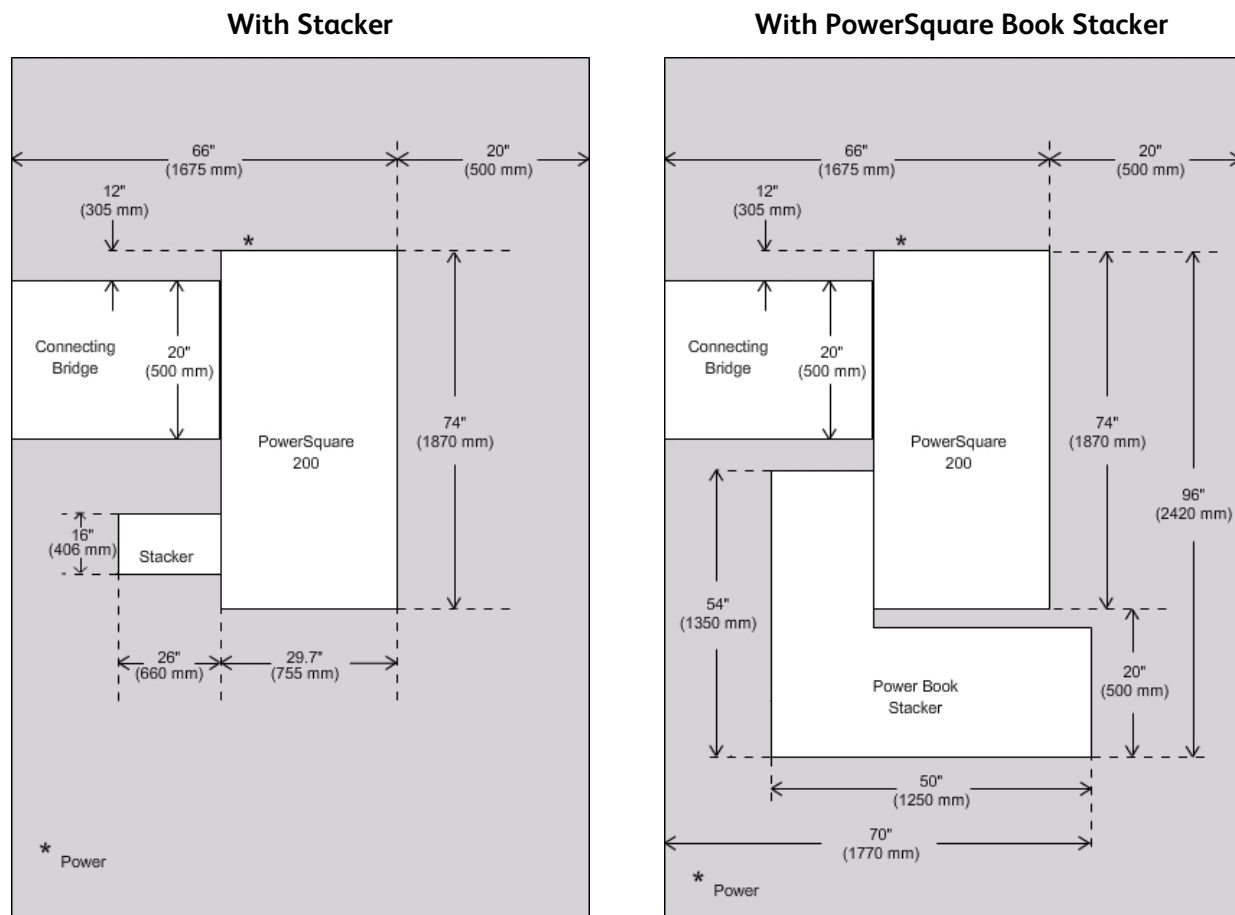 With Stacker
66"
(1675 mm)
20"
(500 mm)
12"
(305 mm)
*
Connecting
Bridge
20"
(500 mm)
PowerSquare
200
74"
(1870 mm)
16"
(406 mm)
Stacker
26"
(660 mm)
29.7"
(755 mm)
* Power
With PowerSquare Book Stacker
66"
(1675 mm)
20"
(500 mm)
12"
(305 mm)
*
Connecting
Bridge
20"
(500 mm)
PowerSquare
200
74"
(1870 mm)
96"
(2420 mm)
54"
(1350 mm)
20"
(500 mm)
Power Book
Stacker
50"
(1250 mm)
70"
(1770 mm)
* Power